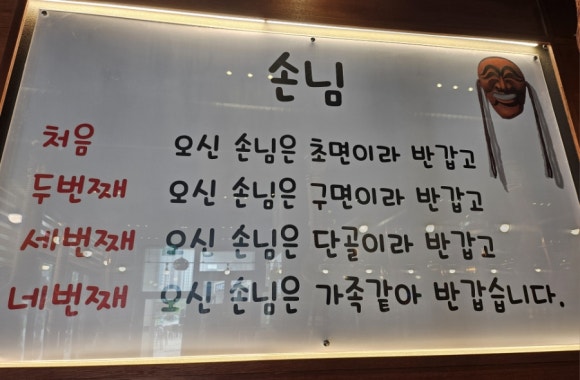 손님
처음 오신 손님은 초면이라 반갑고
두번째 오신 손님은 구면이라 반갑고
세번째 오신 손님은 단골이라 반갑고
네번째 오신 손님은 가족같아 반갑습니다.